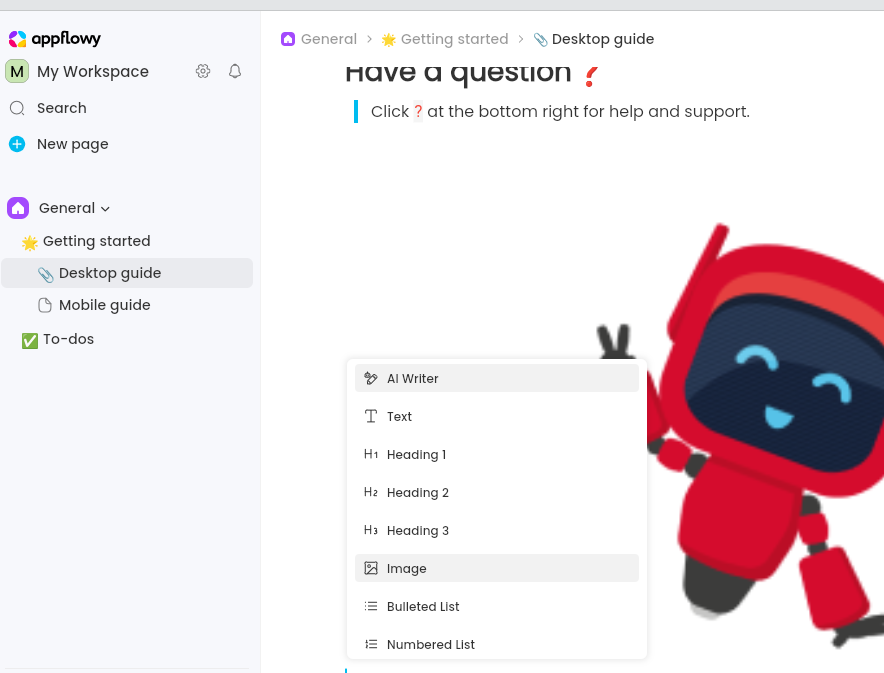 appflowy
M My Workspace
Search
New page
General
Getting started
Desktop guide
Mobile guide
To-dos
General > Getting started > Desktop guide
Have a question ❓
Click ? at the bottom right for help and support.
AI Writer
Text
H1 Heading 1
H2 Heading 2
H3 Heading 3
Image
Bulleted List
Numbered List